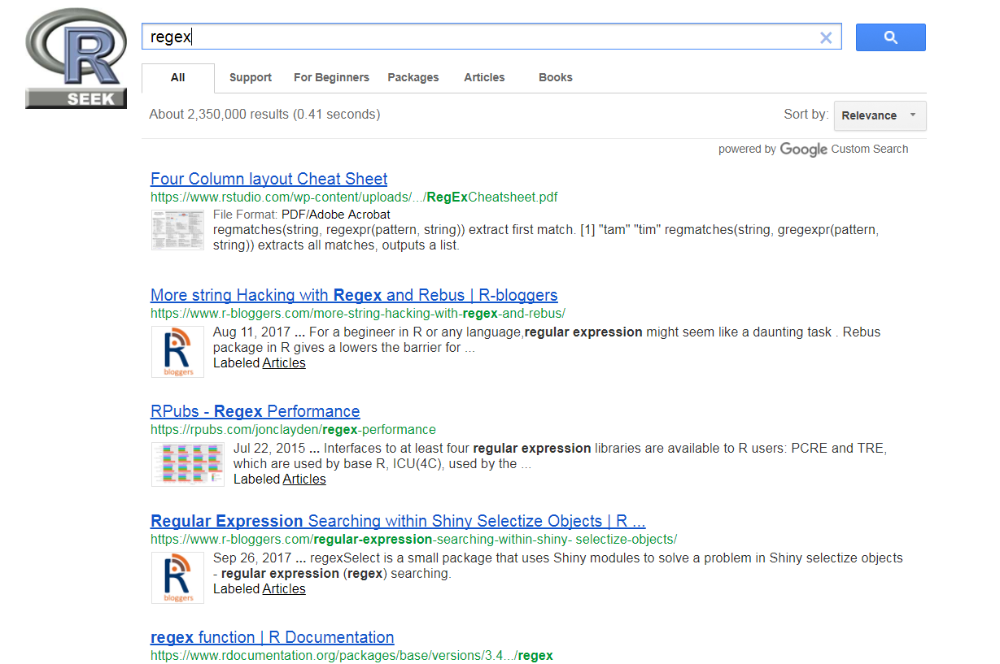 R
SEEK
regex
All Support For Beginners Packages Articles Books
About 2,350,000 results (0.41 seconds)
Sort by: Relevance
powered by Google Custom Search
Four Column layout Cheat Sheet
https://www.rstudio.com/wp-content/uploads/.../RegExCheatsheet.pdf
File Format: PDF/Adobe Acrobat
regmatches(string, regexpr(pattern, string)) extract first match. [1] "tam" "tim" regmatches(string, gregexpr(pattern,
string)) extracts all matches, outputs a list.
More string Hacking with Regex and Rebus | R-bloggers
https://www.r-bloggers.com/more-string-hacking-with-regex-and-rebus/
R
bloggers
Aug 11, 2017 ... For a begineer in R or any language,regular expression might seem like a daunting task . Rebus
package in R gives a lowers the barrier for ...
Labeled Articles
RPubs - Regex Performance
https://rpubs.com/jonclayden/regex-performance
Jul 22, 2015 ... Interfaces to at least four regular expression libraries are available to R users: PCRE and TRE,
which are used by base R, ICU(4C), used by the ...
Labeled Articles
Regular Expression Searching within Shiny Selectize Objects | R ...
https://www.r-bloggers.com/regular-expression-searching-within-shiny- selectize-objects/
R
bloggers
Sep 26, 2017 ... regexSelect is a small package that uses Shiny modules to solve a problem in Shiny selectize objects
- regular expression (regex) searching.
Labeled Articles
regex function | R Documentation
https://www.rdocumentation.org/packages/base/versions/3.4.../regex